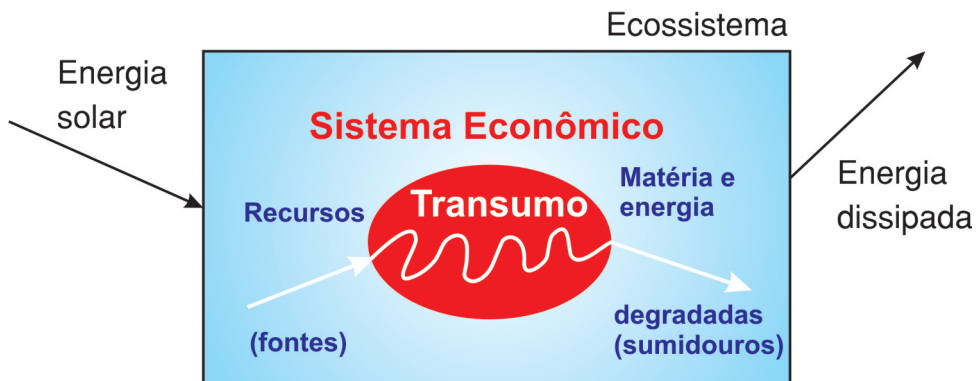 Ecossistema
Energia
solar
Sistema Econômico
Recursos
Transumo
Matéria e
energia
Energia
dissipada
(fontes)
degradadas
(sumidouros)